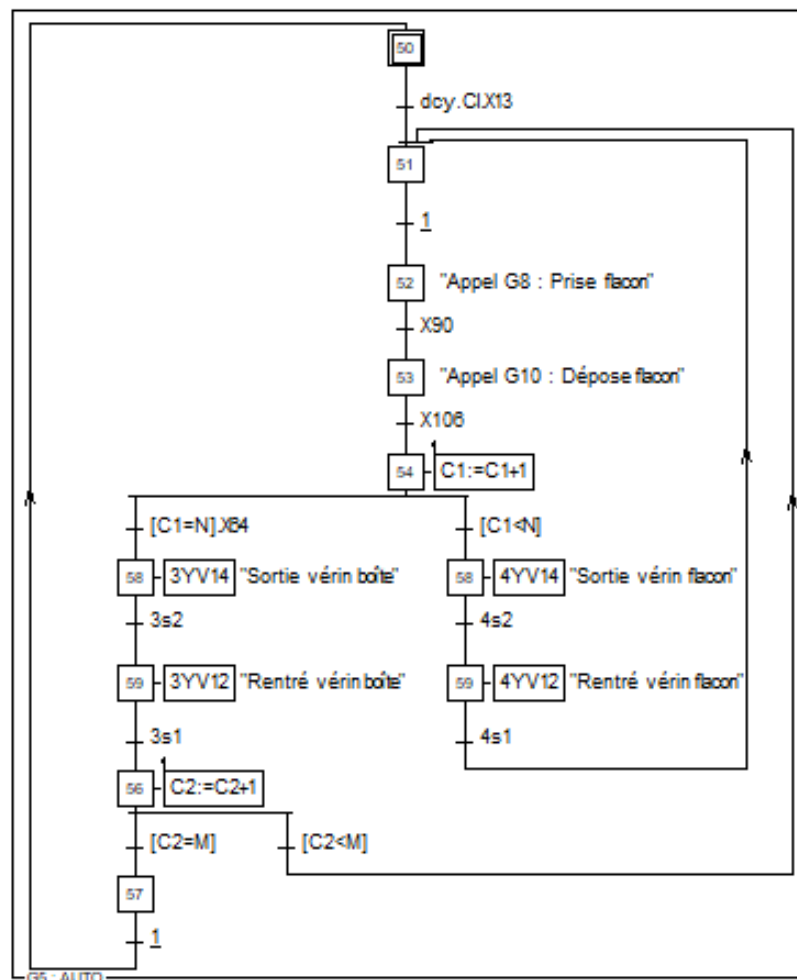 50
dcy.CI.X13
51
1
52 "Appel G8 : Prise flacon"
X90
53 "Appel G10 : Dépose flacon"
X106
54 C1:=C1+1
[C1=N].X84 [C1<N]
58 3YV14 "Sortie vérin boîte" 58 4YV14 "Sortie vérin flacon"
3s2 4s2
59 3YV12 "Rentré vérin boîte" 59 4YV12 "Rentré vérin flacon"
3s1 4s1
56 C2:=C2+1
[C2=M] [C2<M]
57
1
G5 : AUTO